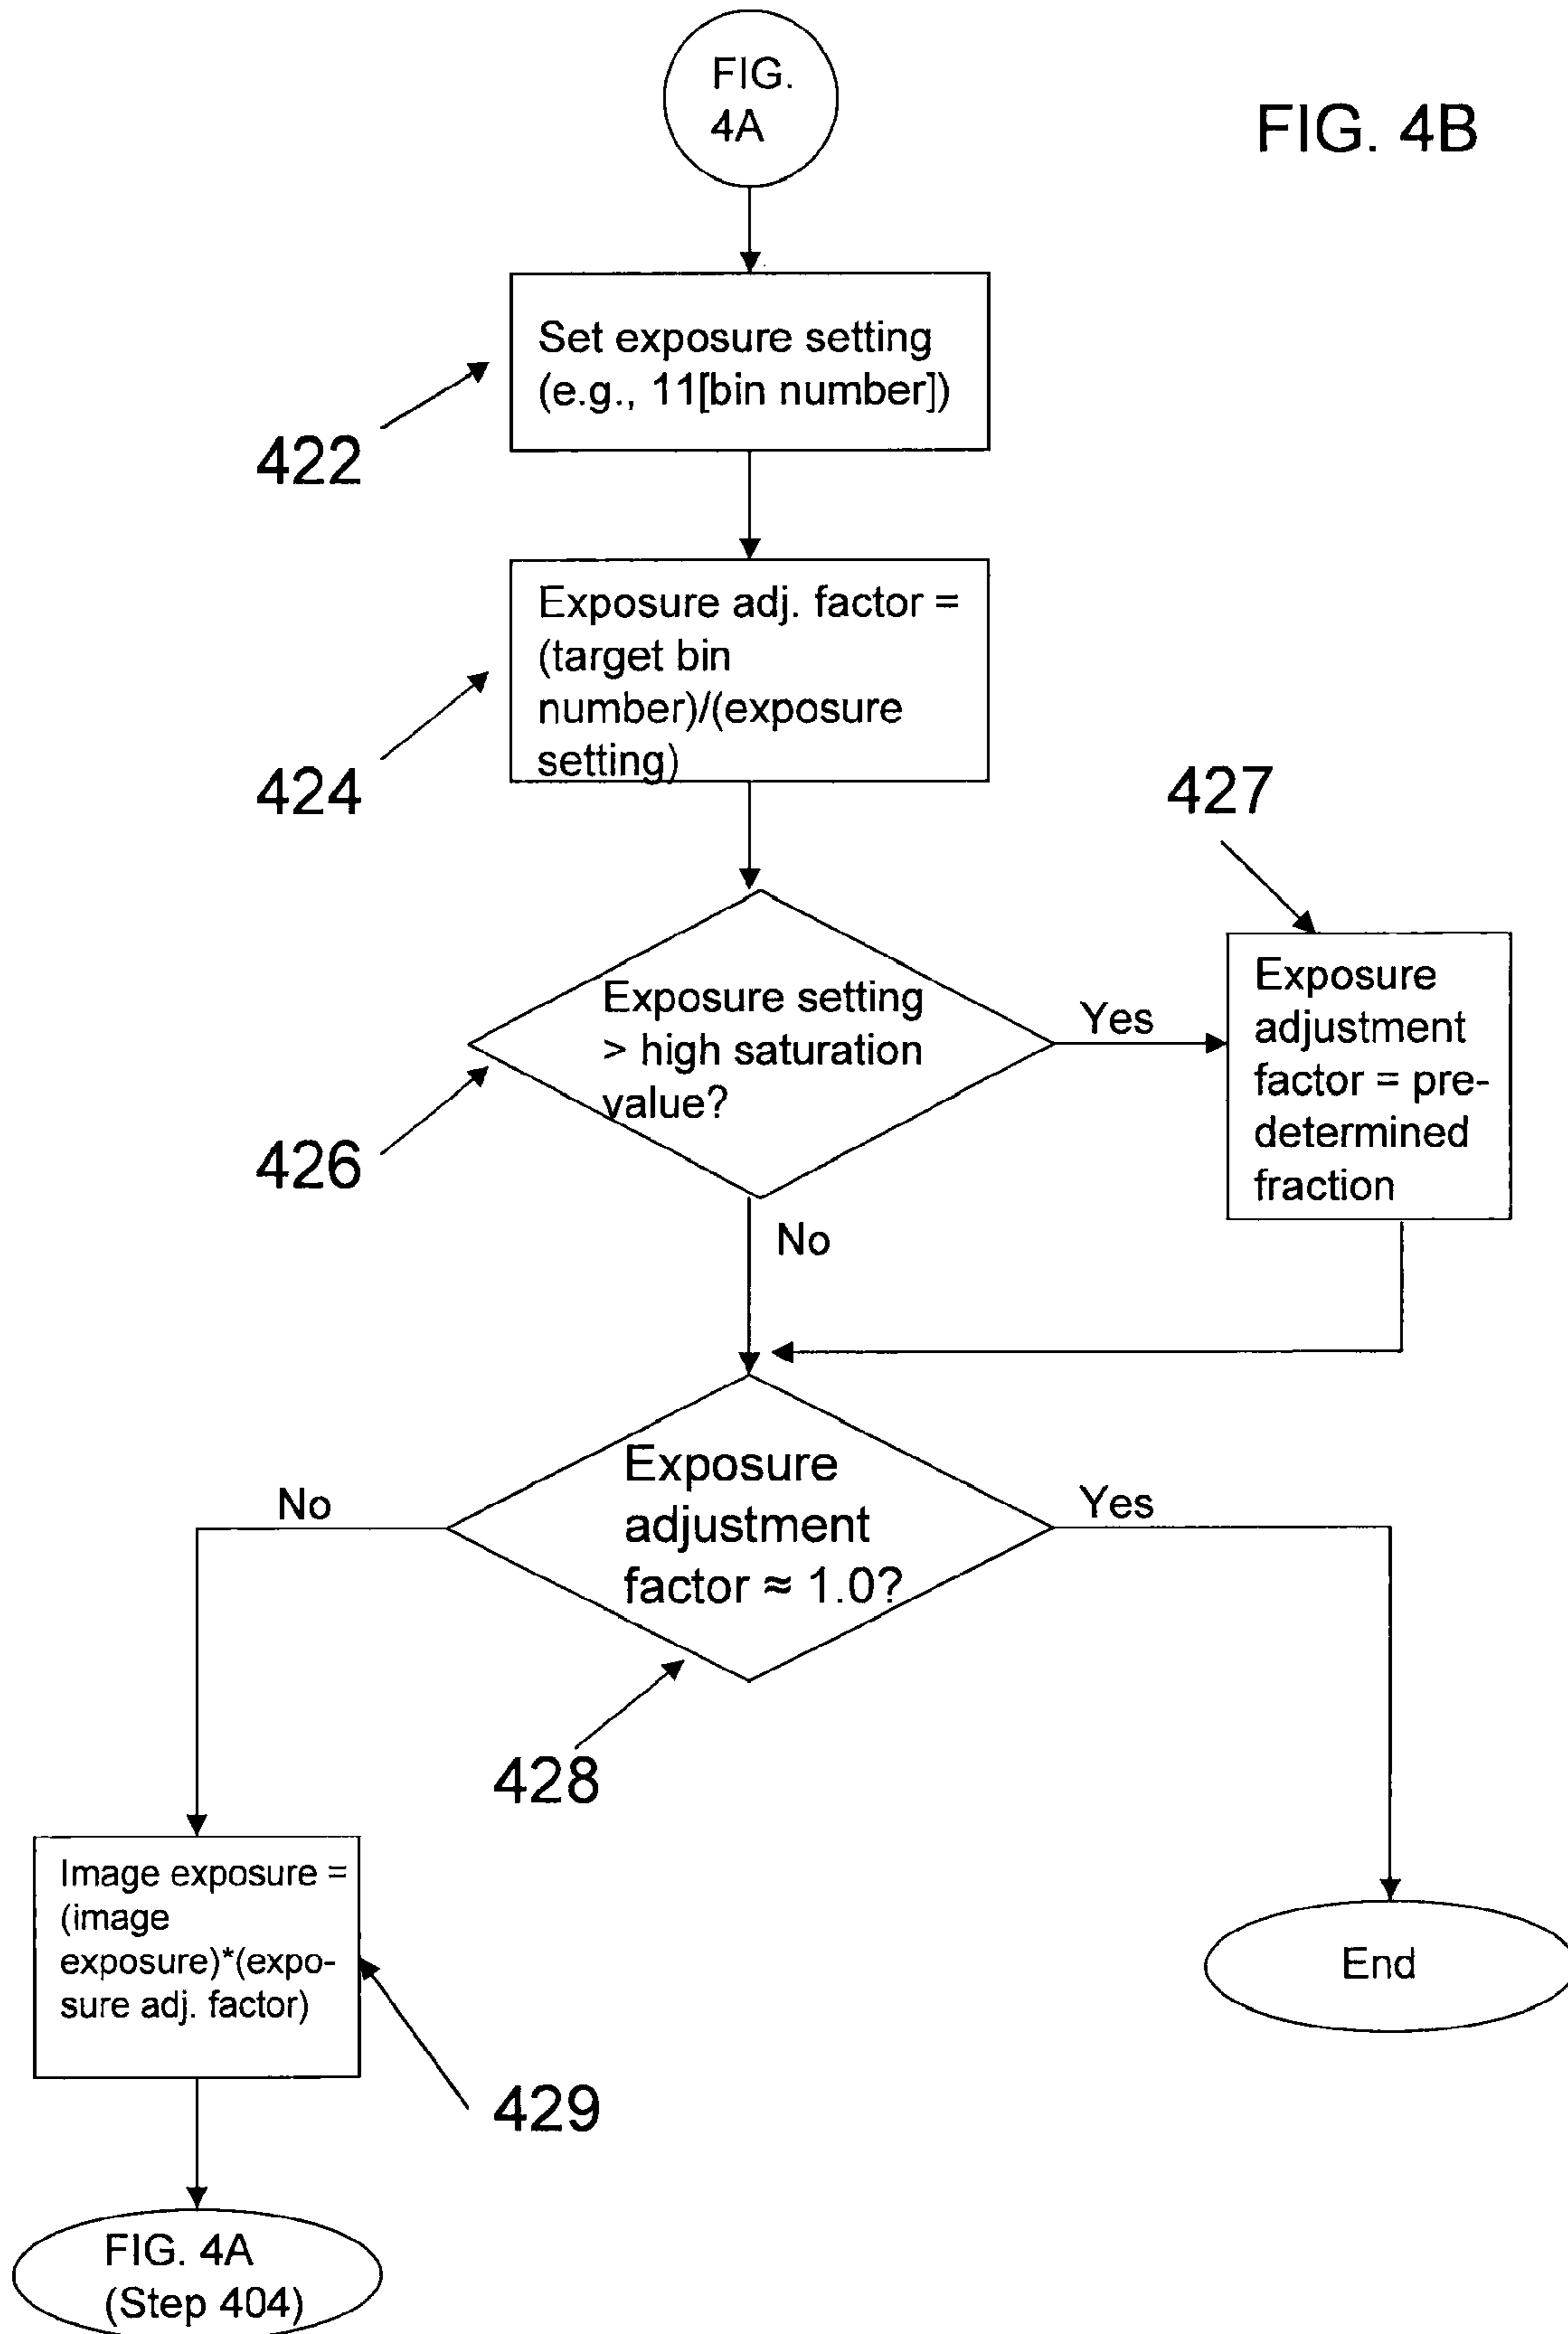 FIG.
4A
FIG. 4B
Set exposure setting
(e.g., 11[bin number])
422
Exposure adj. factor =
(target bin
number)/(exposure
setting)
424
427
Exposure setting
> high saturation
value?
Yes
Exposure
adjustment
factor = pre-
determined
fraction
426
No
Exposure
adjustment
factor ≈ 1.0?
No
Yes
428
Image exposure =
(image
exposure)*(expo-
sure adj. factor)
End
429
FIG. 4A
(Step 404)